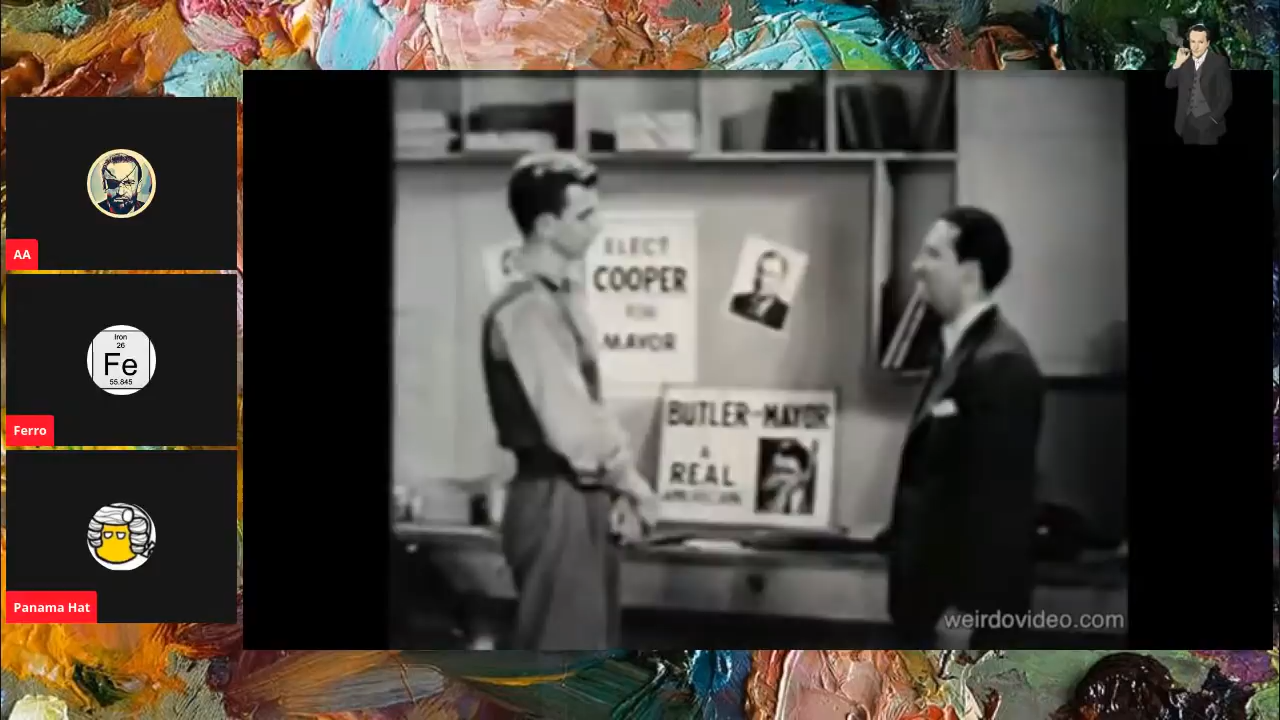 AA
Iron
26
Fe
55.845
Ferro
Panama Hat
ELECT
COOPER
FOR
MAYOR
BUTLER-MAYOR
A
REAL
AMERICAN
weirdovideo.com